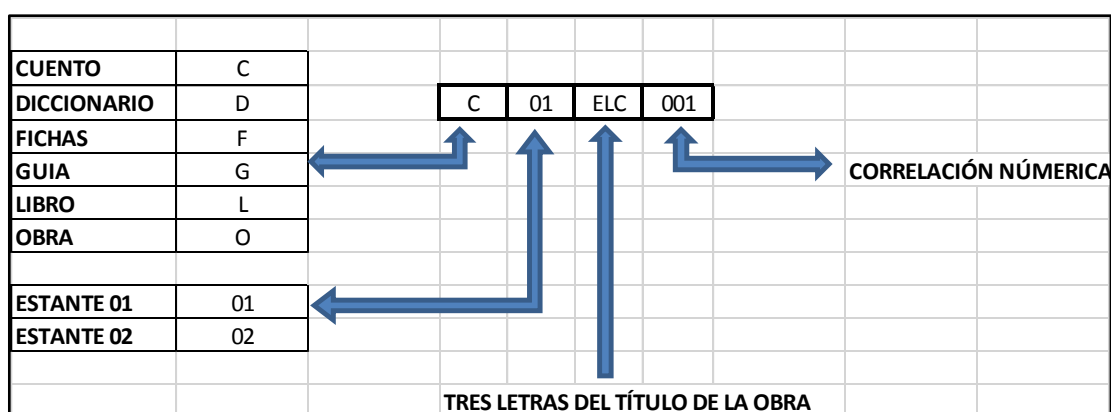 CUENTO C
DICCIONARIO D
C 01 ELC 001
FICHAS F
GUIA G
CORRELACIÓN NÚMERICA
LIBRO L
OBRA O
ESTANTE 01 01
ESTANTE 02 02
TRES LETRAS DEL TÍTULO DE LA OBRA